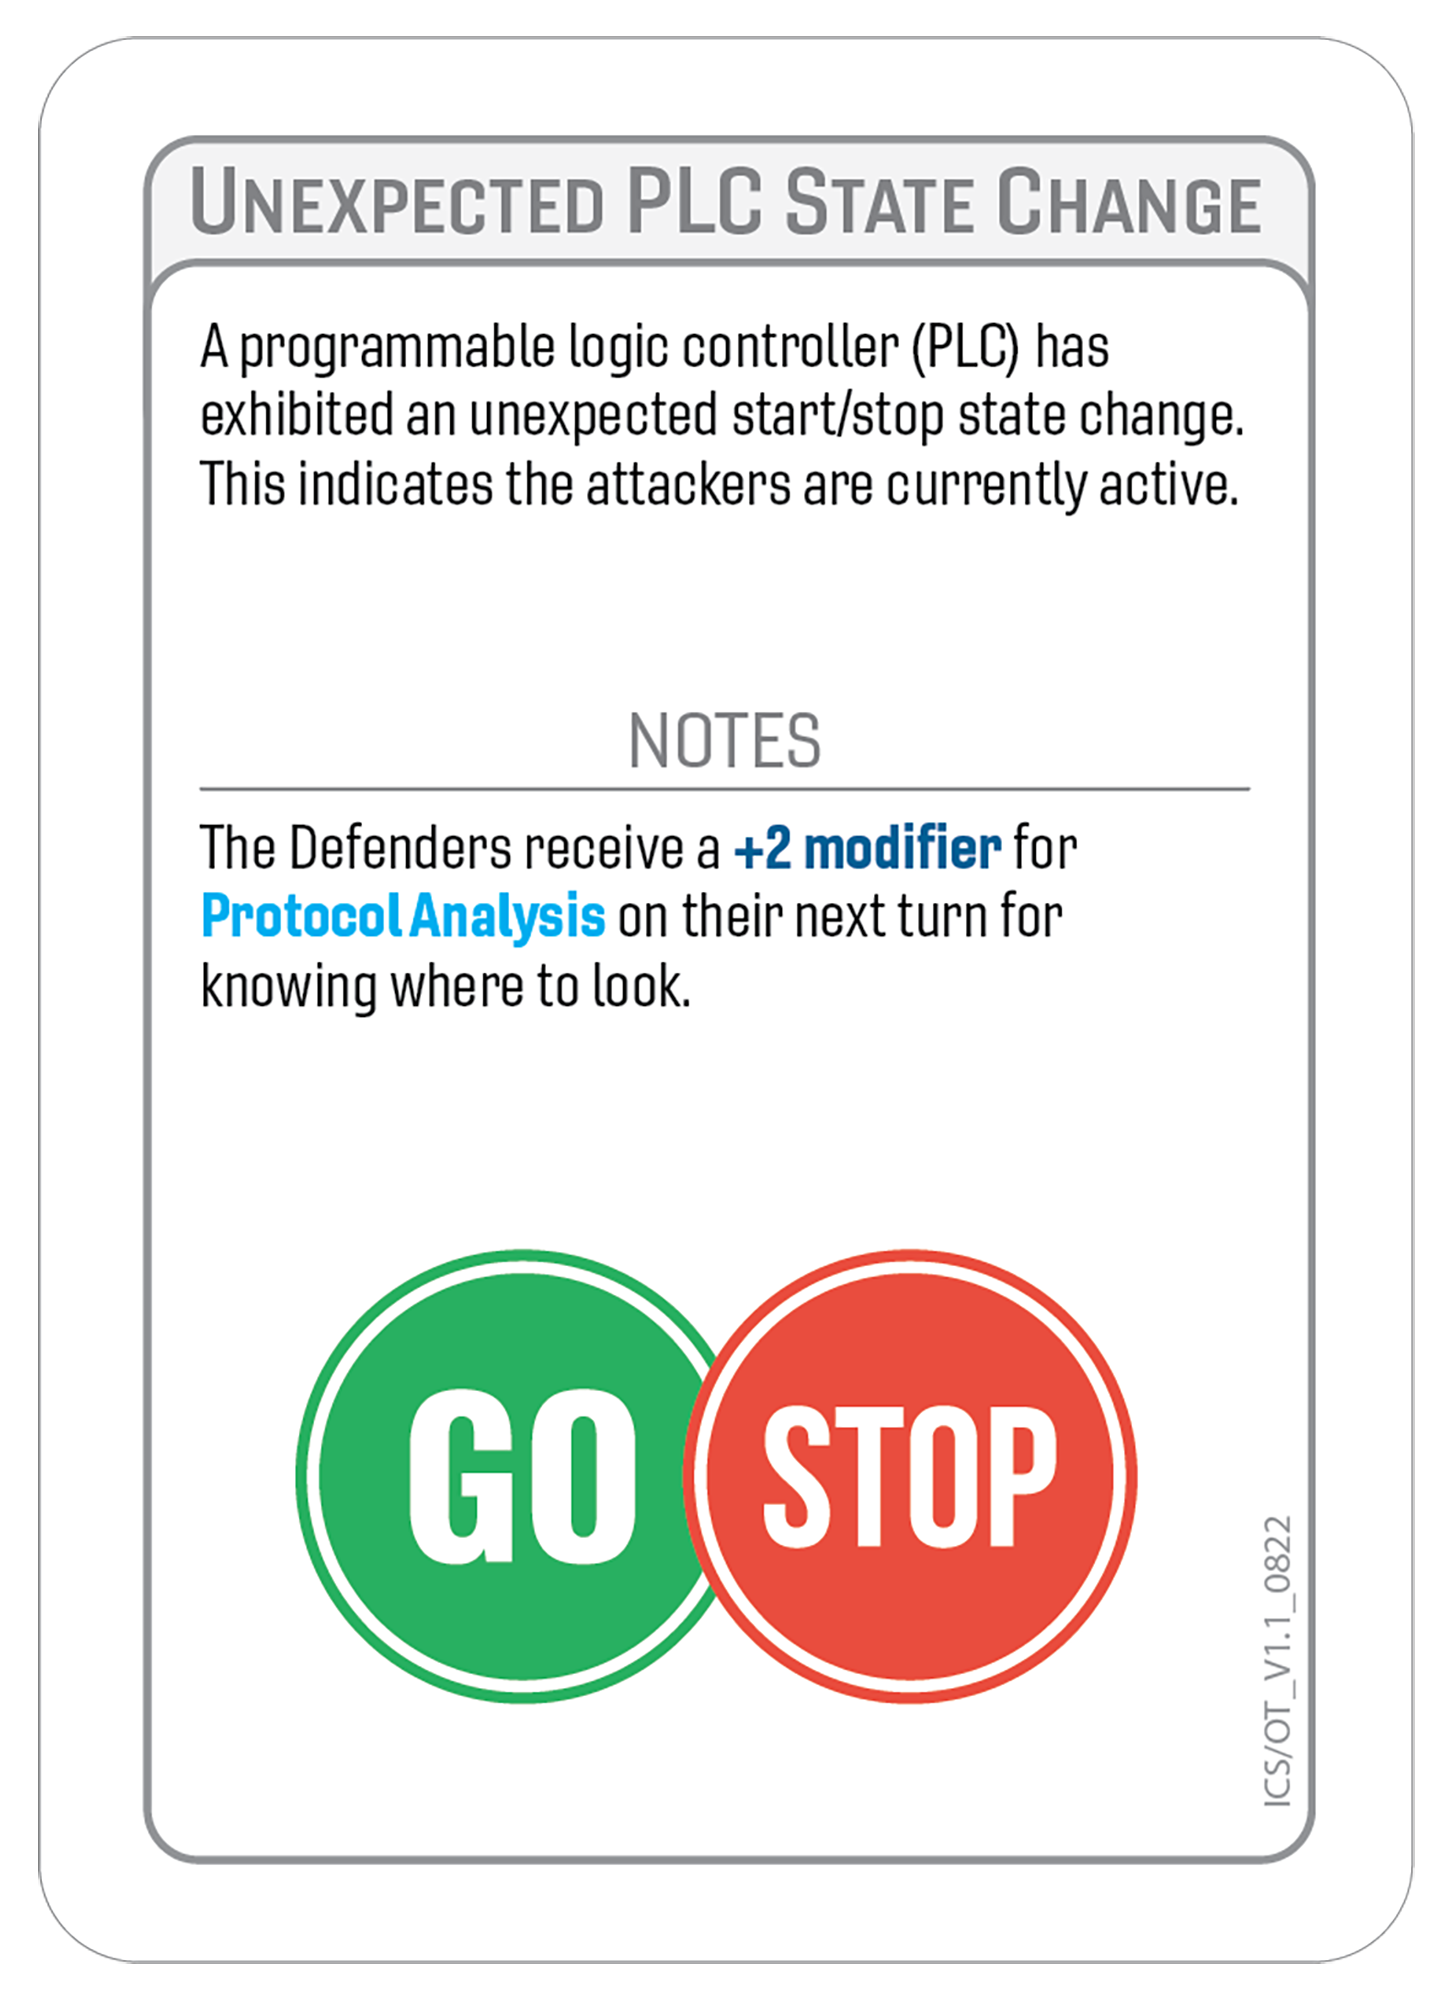 UNEXPECTED PLC STATE CHANGE
A programmable logic controller (PLC) has
exhibited an unexpected start/stop state change.
This indicates the attackers are currently active.
NOTES
The Defenders receive a +2 modifier for
Protocol Analysis on their next turn for
knowing where to look.
GO
STOP
ICS/OT_V1.1_0822